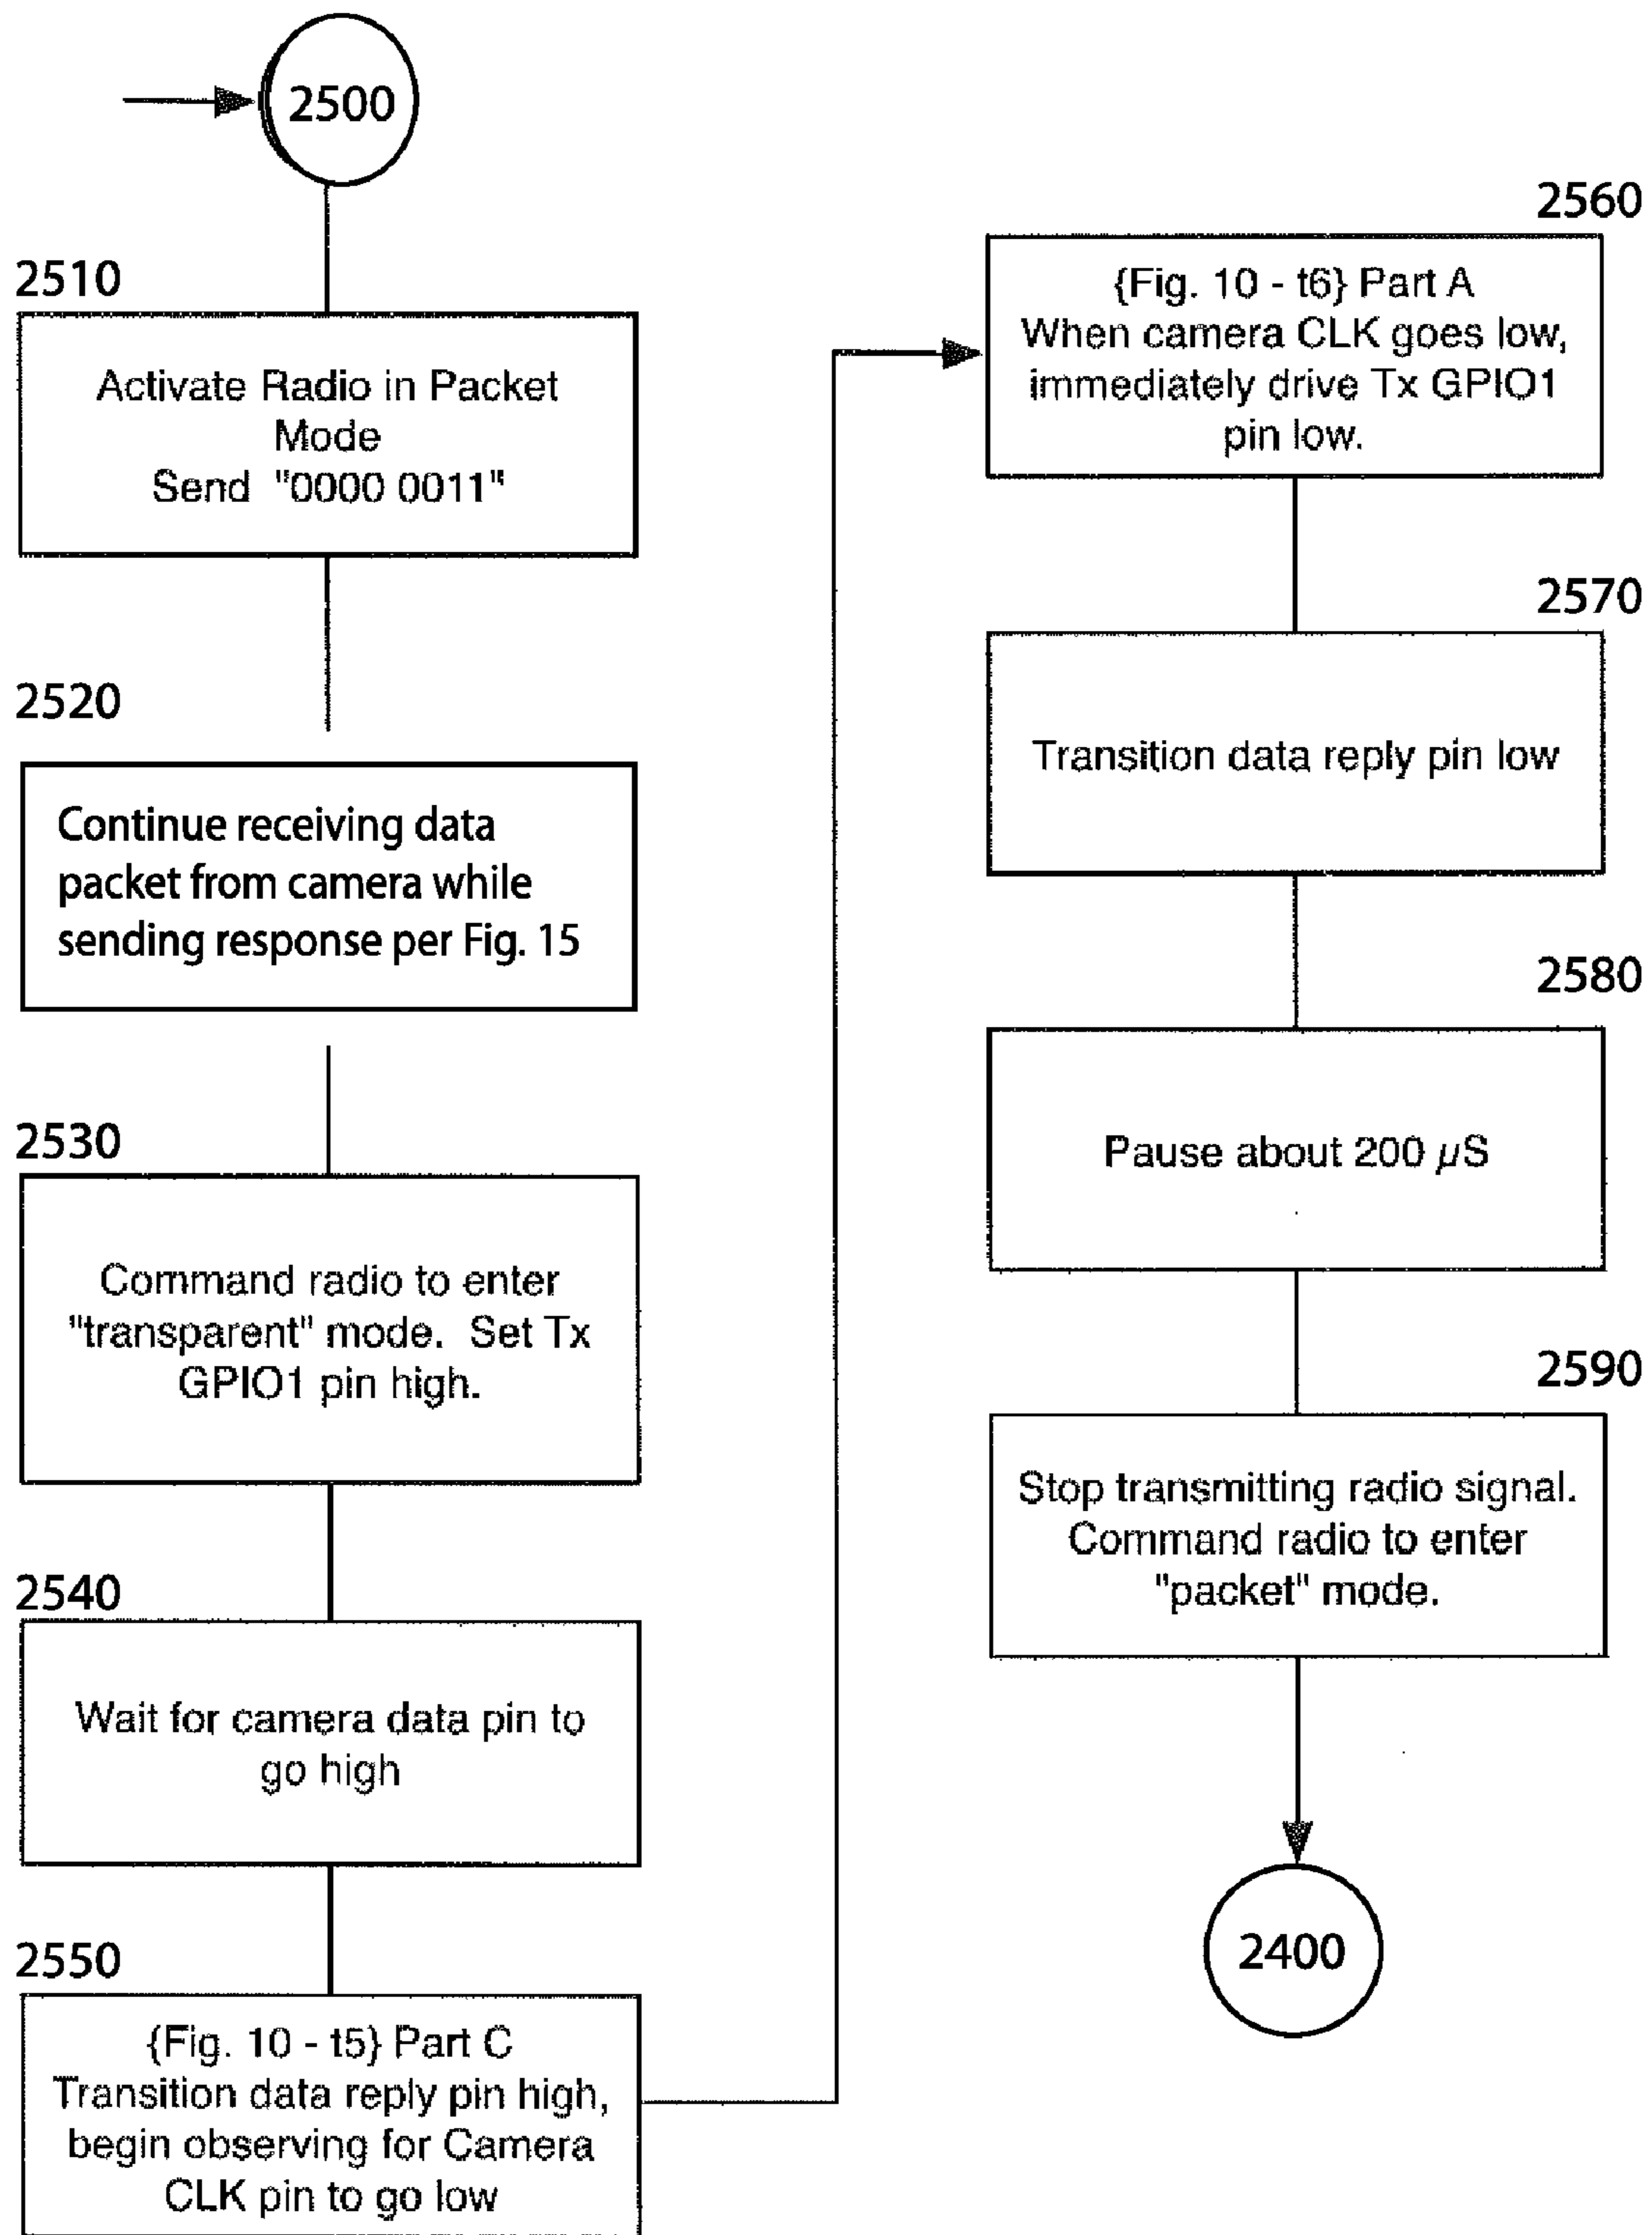 2500
2510
Activate Radio in Packet
Mode
Send "0000 0011"
2520
Continue receiving data
packet from camera while
sending response per Fig. 15
2530
Command radio to enter
"transparent" mode. Set Tx
GPIO1 pin high.
2540
Wait for camera data pin to
go high
2550
{Fig. 10 - t5} Part C
Transition data reply pin high,
begin observing for Camera
CLK pin to go low
2560
{Fig. 10 - t6} Part A
When camera CLK goes low,
immediately drive Tx GPIO1
pin low.
2570
Transition data reply pin low
2580
Pause about 200 µS
2590
Stop transmitting radio signal.
Command radio to enter
"packet" mode.
2400